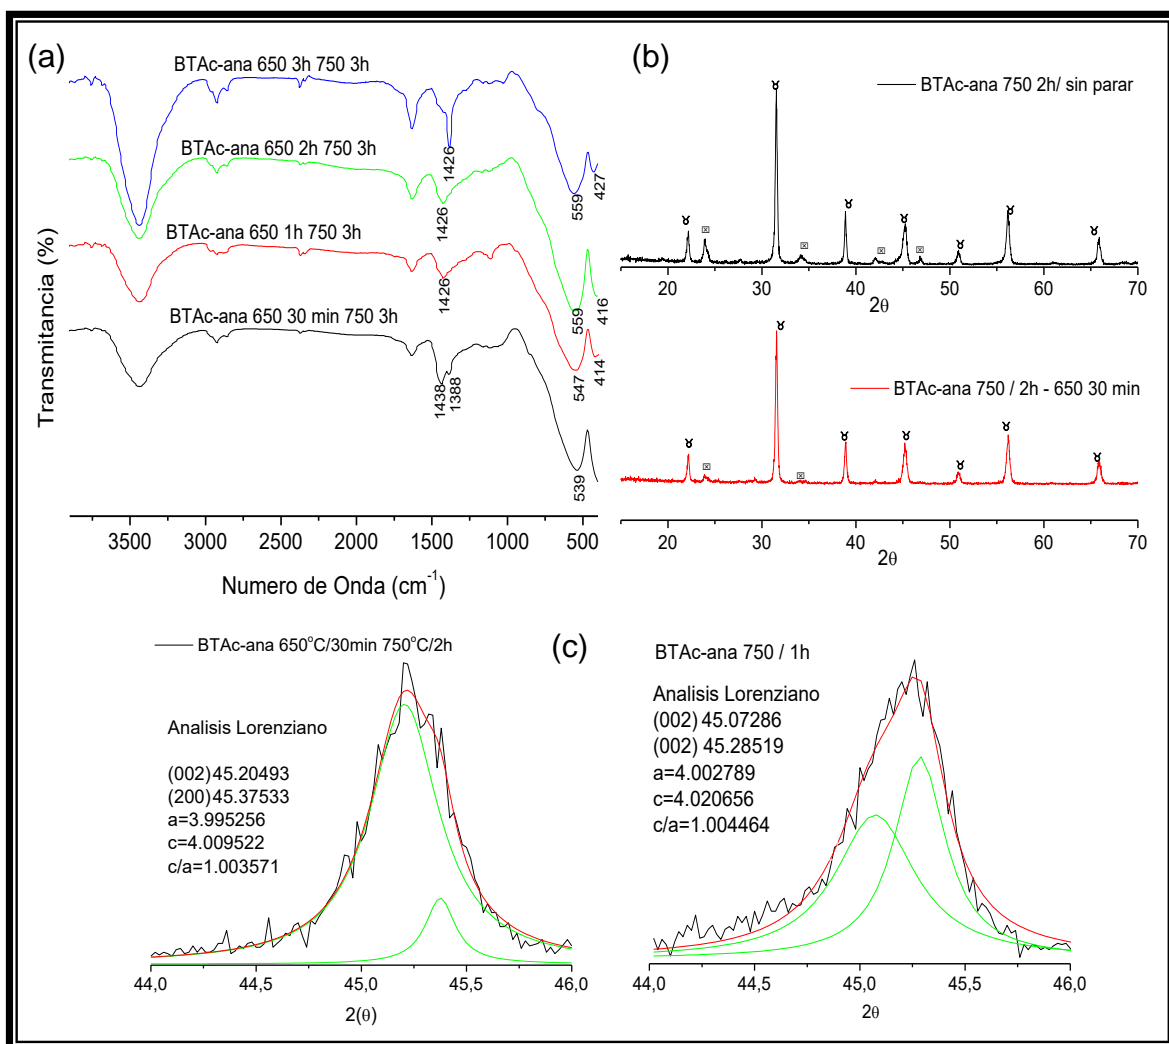 (a)
BTAc-ana 650 3h 750 3h
BTAc-ana 650 2h 750 3h
BTAc-ana 650 1h 750 3h
BTAc-ana 650 30 min 750 3h
1426
559
427
1426
559
416
1426
547
414
1438
1388
539
Transmitancia (%)
3500 3000 2500 2000 1500 1000 500
Numero de Onda (cm-1)
(b)
BTAc-ana 750 2h/ sin parar
20 30 40 50 60 70
2θ
BTAc-ana 750 / 2h - 650 30 min
20 30 40 50 60 70
2θ
(c)
BTAc-ana 650°C/30min 750°C/2h
Analisis Lorenziano
(002) 45.20493
(200) 45.37533
a=3.995256
c=4.009522
c/a=1.003571
44,0 44,5 45,0 45,5 46,0
2(θ)
BTAc-ana 750 / 1h
Analisis Lorenziano
(002) 45.07286
(002) 45.28519
a=4.002789
c=4.020656
c/a=1.004464
44,0 44,5 45,0 45,5 46,0
2θ